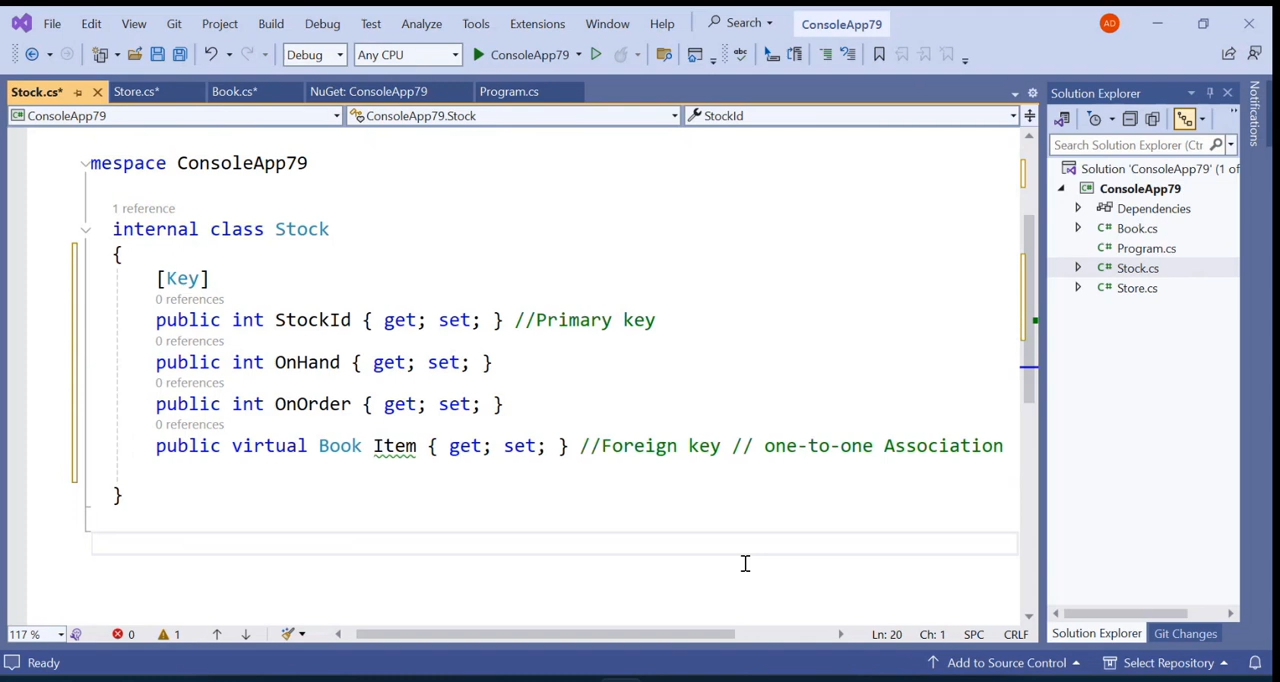 File Edit View Git Project Build Debug Test Analyze Tools Extensions Window Help Search ConsoleApp79 AD
Debug Any CPU ConsoleApp79
Stock.cs* Store.cs* Book.cs* NuGet: ConsoleApp79 Program.cs
ConsoleApp79 ConsoleApp79.Stock StockId
mespace ConsoleApp79
1 reference
internal class Stock
{
[Key]
0 references
public int StockId { get; set; } //Primary key
0 references
public int OnHand { get; set; }
0 references
public int OnOrder { get; set; }
0 references
public virtual Book Item { get; set; } //Foreign key // one-to-one Association
}
117 % 0 1 Ln: 20 Ch: 1 SPC CRLF
Solution Explorer
Search Solution Explorer (Ctr
Solution 'ConsoleApp79' (1 of
ConsoleApp79
Dependencies
C# Book.cs
C# Program.cs
C# Stock.cs
C# Store.cs
Solution Explorer Git Changes
Notifications
Ready Add to Source Control Select Repository